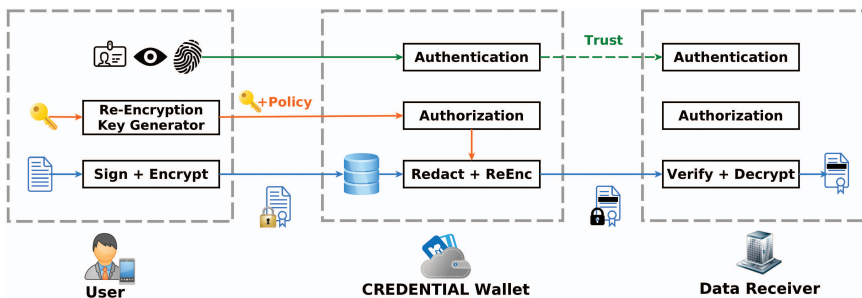 Authentication
Trust
Authentication
Re-Encryption
Key Generator
+Policy
Authorization
Authorization
Sign + Encrypt
Redact + ReEnc
Verify + Decrypt
User
CREDENTIAL Wallet
Data Receiver